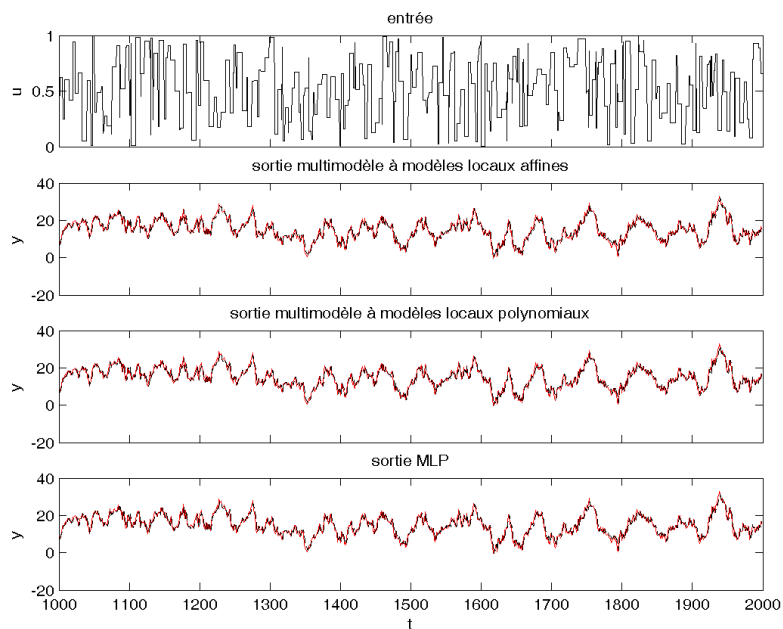 entrée
1
0.5
0
u
sortie multimodèle à modèles locaux affines
40
20
0
-20
y
sortie multimodèle à modèles locaux polynomiaux
40
20
0
-20
y
sortie MLP
40
20
0
-20
y
1000 1100 1200 1300 1400 1500 1600 1700 1800 1900 2000
t